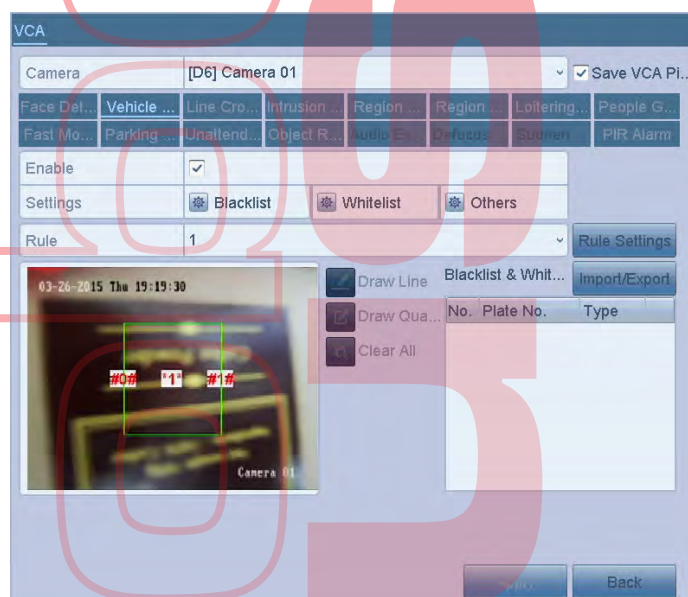 VCA
Camera [D6] Camera 01 Save VCA Pi...
Face Det... Vehicle ... Line Cro... Intrusion ... Region ... Region ... Loitering... People G...
Fast Mo... Parking ... Unattend... Object R... Audio Ex... Defocus... Sudden ... PIR Alarm
Enable
Settings Blacklist Whitelist Others
Rule 1 Rule Settings
03-26-2015 Thu 19:19:30 Draw Line Blacklist & Whit... Import/Export
Draw Qua... No. Plate No. Type
Clear All
#0# *1* #1#
Camera 01
Apply Back